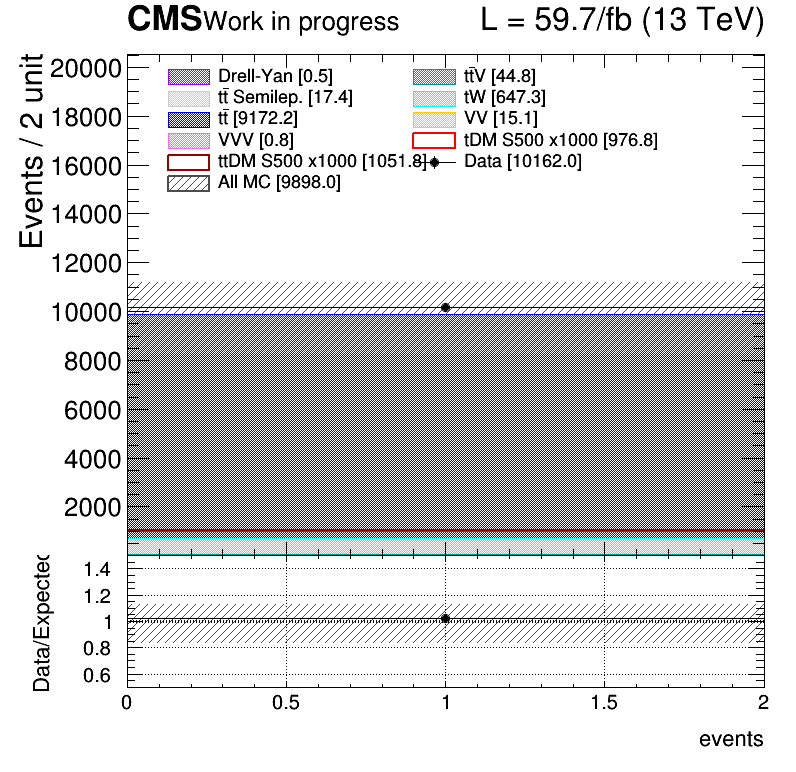 CMS Work in progress L = 59.7/fb (13 TeV)
Events / 2 unit
20000
18000
16000
14000
12000
10000
8000
6000
4000
2000
Drell-Yan [0.5] tt̄V [44.8]
tt̄ Semilep. [17.4] tW [647.3]
tt̄ [9172.2] VV [15.1]
VVV [0.8] tDM S500 x1000 [976.8]
ttDM S500 x1000 [1051.8] Data [10162.0]
All MC [9898.0]
Data/Expected
1.4
1.2
1
0.8
0.6
0 0.5 1 1.5 2
events